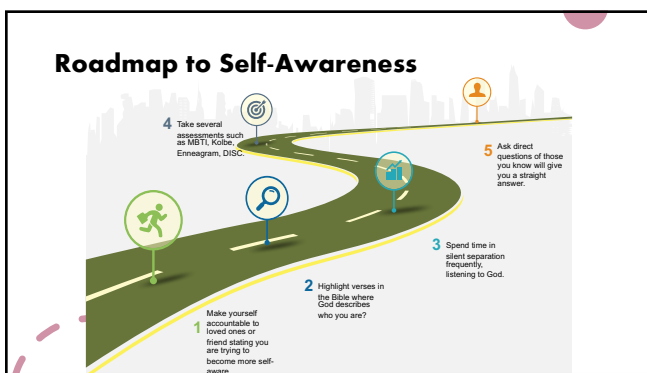 Roadmap to Self-Awareness
1
Make yourself
accountable to
loved ones or
friend stating you
are trying to
become more self-
aware
2
Highlight verses in
the Bible where
God describes
who you are?
3
Spend time in
silent separation
frequently,
listening to God.
4
Take several
assessments such
as MBTI, Kolbe,
Enneagram, DISC.
5
Ask direct
questions of those
you know will give
you a straight
answer.